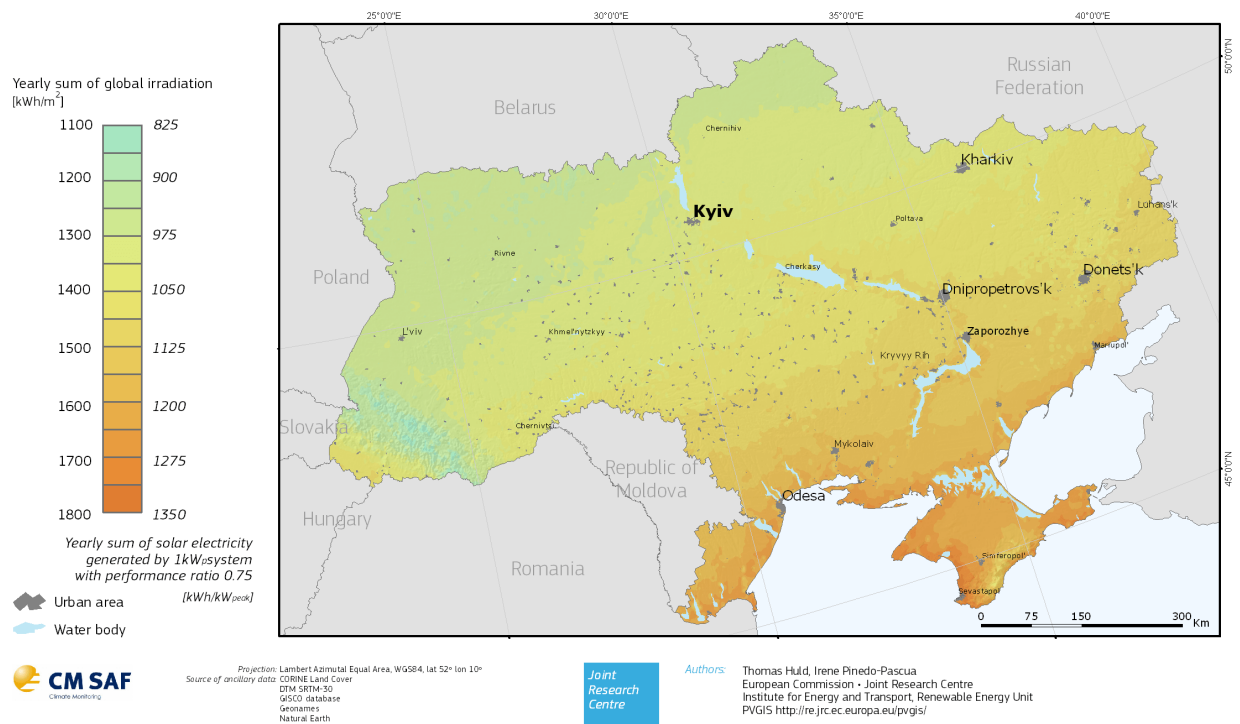 25°0'0"E 30°0'0"E 35°0'0"E 40°0'0"E
50°0'0"N
45°0'0"N
Yearly sum of global irradiation
[kWh/m²]
1100 825
1200 900
1300 975
1400 1050
1500 1125
1600 1200
1700 1275
1800 1350
Yearly sum of solar electricity
generated by 1kWp system
with performance ratio 0.75
[kWh/kWpeak]
Urban area
Water body
Belarus
Russian
Federation
Poland
Slovakia
Hungary
Romania
Republic of
Moldova
Chernihiv
Kharkiv
Kyiv
Luhans'k
Poltava
Rivne
Cherkasy
Donets'k
Dnipropetrovs'k
L'viv
Khmel'nytzkyy
Zaporozhye
Mariupol'
Kryvyy Rih
Chernivtsi
Mykolaiv
Odesa
Simferopol'
Sevastapol'
0 75 150 300 Km
CM SAF
Climate Monitoring
Projection: Lambert Azimutal Equal Area, WGS84, lat 52º lon 10º
Source of ancillary data: CORINE Land Cover
DTM SRTM-30
GISCO database
Geonames
Natural Earth
Joint
Research
Centre
Authors: Thomas Huld, Irene Pinedo-Pascua
European Commission • Joint Research Centre
Institute for Energy and Transport, Renewable Energy Unit
PVGIS http://re.jrc.ec.europa.eu/pvgis/